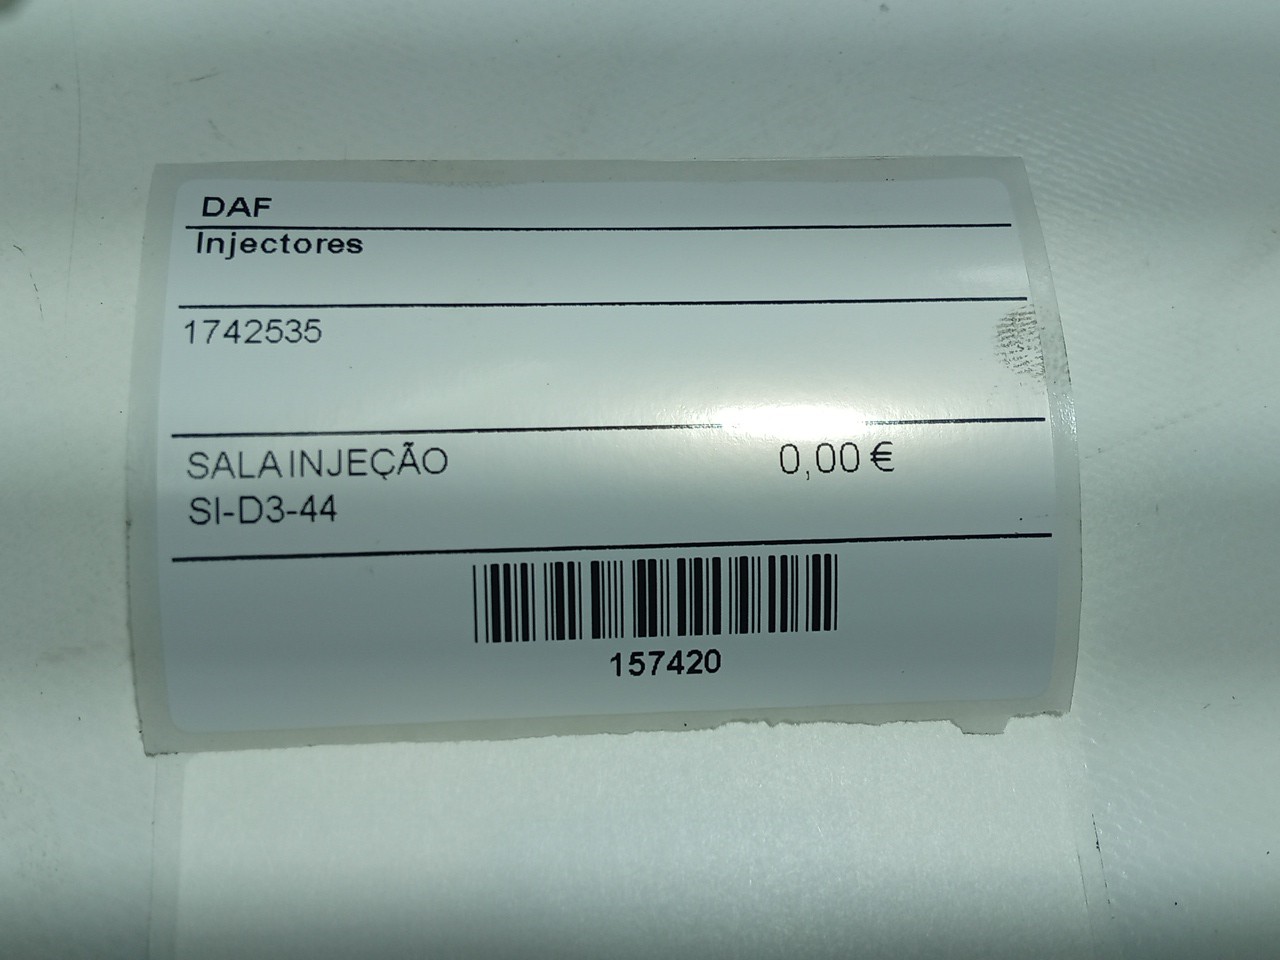 DAF
Injectores
1742535
SALA INJEÇÃO 0,00 €
SI-D3-44
157420